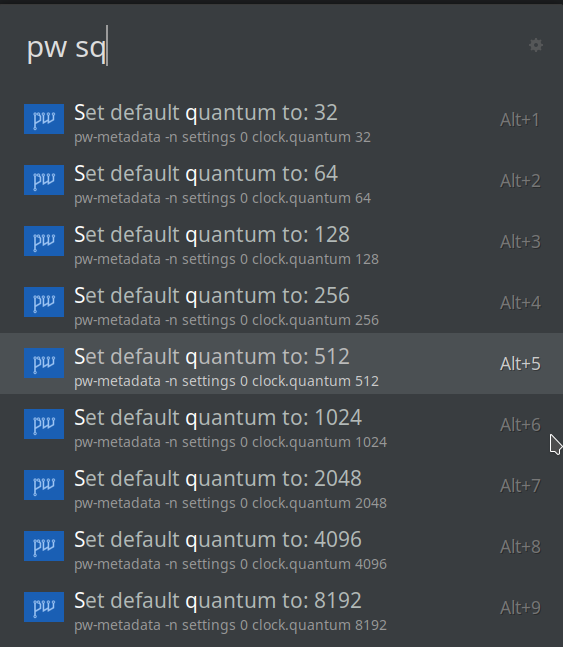 pw sq
Set default quantum to: 32
pw-metadata -n settings 0 clock.quantum 32
Alt+1
Set default quantum to: 64
pw-metadata -n settings 0 clock.quantum 64
Alt+2
Set default quantum to: 128
pw-metadata -n settings 0 clock.quantum 128
Alt+3
Set default quantum to: 256
pw-metadata -n settings 0 clock.quantum 256
Alt+4
Set default quantum to: 512
pw-metadata -n settings 0 clock.quantum 512
Alt+5
Set default quantum to: 1024
pw-metadata -n settings 0 clock.quantum 1024
Alt+6
Set default quantum to: 2048
pw-metadata -n settings 0 clock.quantum 2048
Alt+7
Set default quantum to: 4096
pw-metadata -n settings 0 clock.quantum 4096
Alt+8
Set default quantum to: 8192
pw-metadata -n settings 0 clock.quantum 8192
Alt+9
pw
pw
pw
pw
pw
pw
pw
pw
pw